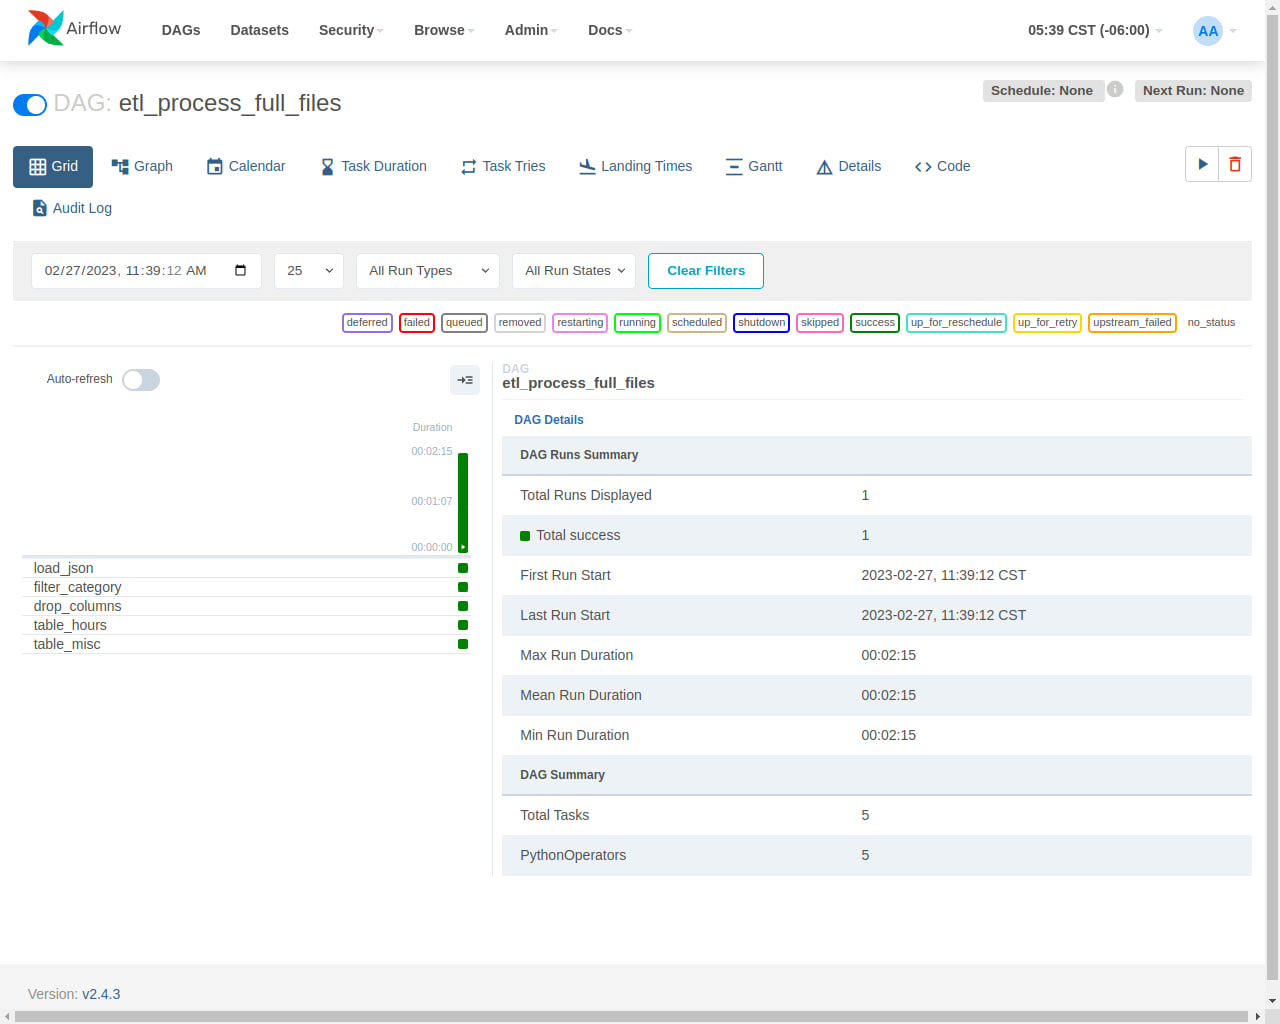 Airflow DAGs Datasets Security Browse Admin Docs 05:39 CST (-06:00) AA
DAG: etl_process_full_files
Schedule: None Next Run: None
Grid Graph Calendar Task Duration Task Tries Landing Times Gantt Details Code
Audit Log
02/27/2023, 11:39:12 AM 25 All Run Types All Run States Clear Filters
deferred failed queued removed restarting running scheduled shutdown skipped success up_for_reschedule up_for_retry upstream_failed no_status
Auto-refresh
Duration
00:02:15
00:01:07
00:00:00
load_json
filter_category
drop_columns
table_hours
table_misc
DAG
etl_process_full_files
DAG Details
DAG Runs Summary
Total Runs Displayed 1
Total success 1
First Run Start 2023-02-27, 11:39:12 CST
Last Run Start 2023-02-27, 11:39:12 CST
Max Run Duration 00:02:15
Mean Run Duration 00:02:15
Min Run Duration 00:02:15
DAG Summary
Total Tasks 5
PythonOperators 5
Version: v2.4.3